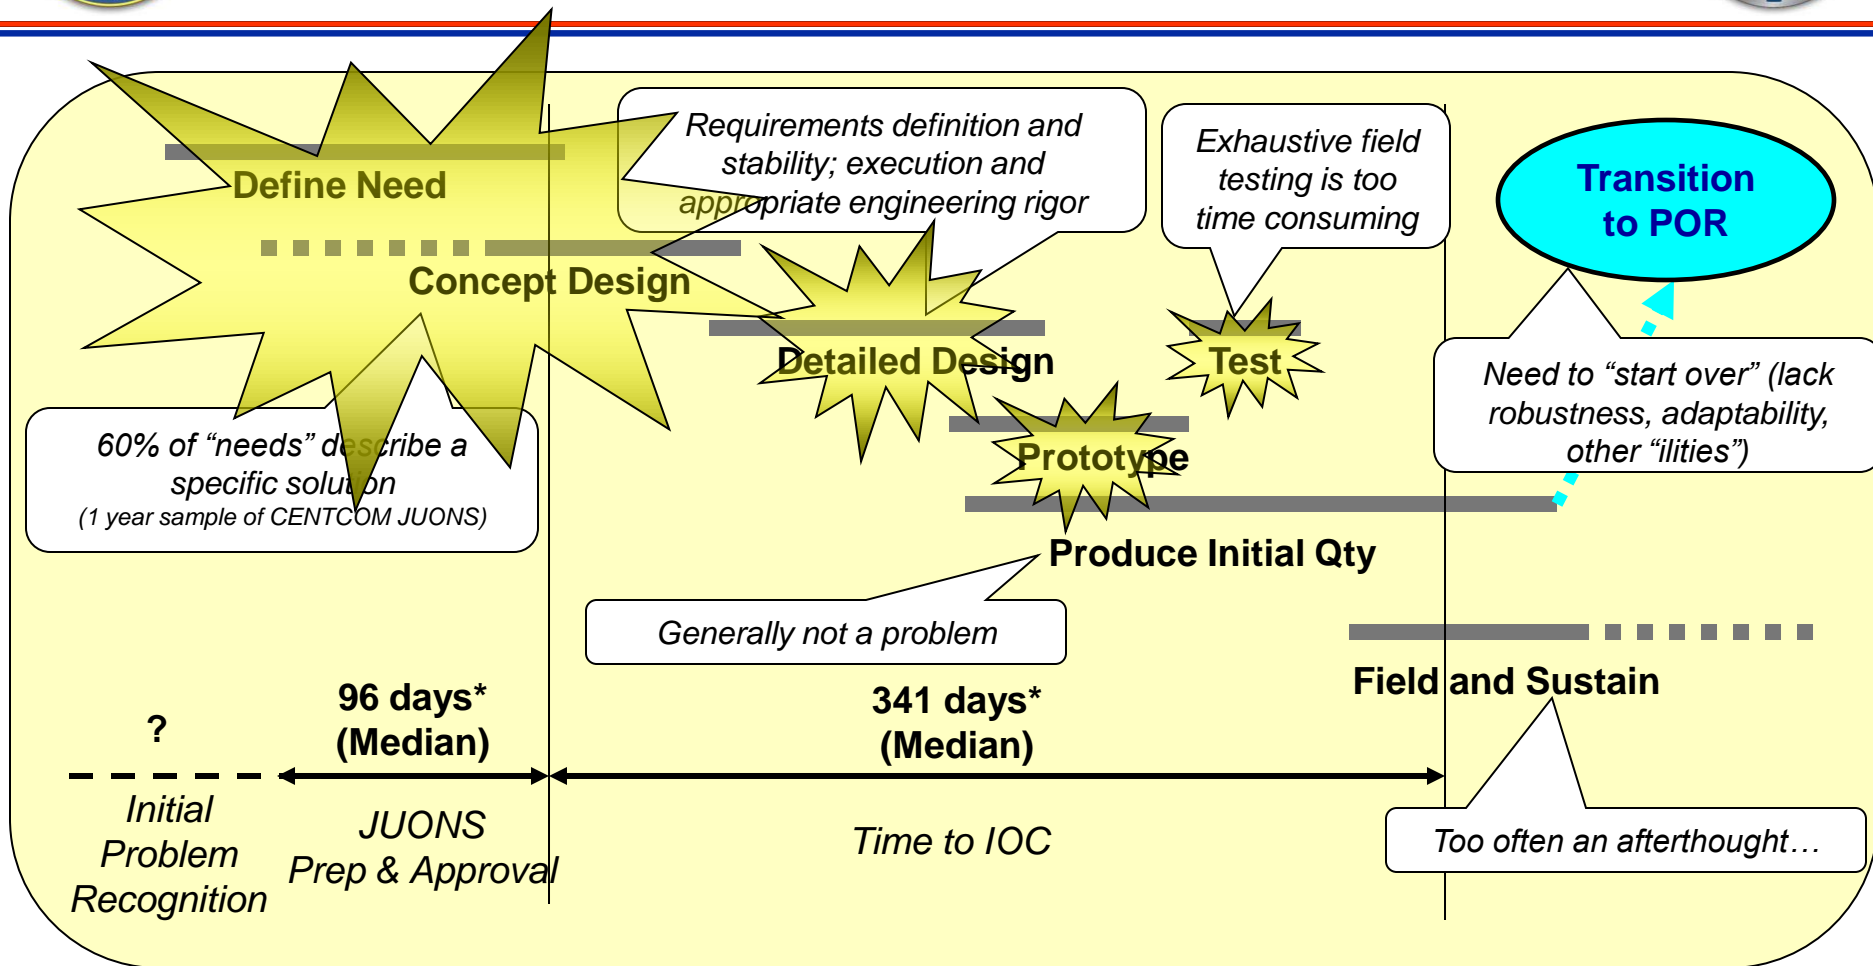 Requirements definition and
stability; execution and
appropriate engineering rigor
Exhaustive field
testing is too
time consuming
Transition
to POR
Define Need
Concept Design
Detailed Design
Test
Need to “start over” (lack
robustness, adaptability,
other “ilities”)
60% of “needs” describe a
specific solution
(1 year sample of CENTCOM JUONS)
Prototype
Produce Initial Qty
Generally not a problem
Field and Sustain
?
96 days*
(Median)
341 days*
(Median)
Initial
Problem
Recognition
JUONS
Prep & Approval
Time to IOC
Too often an afterthought…